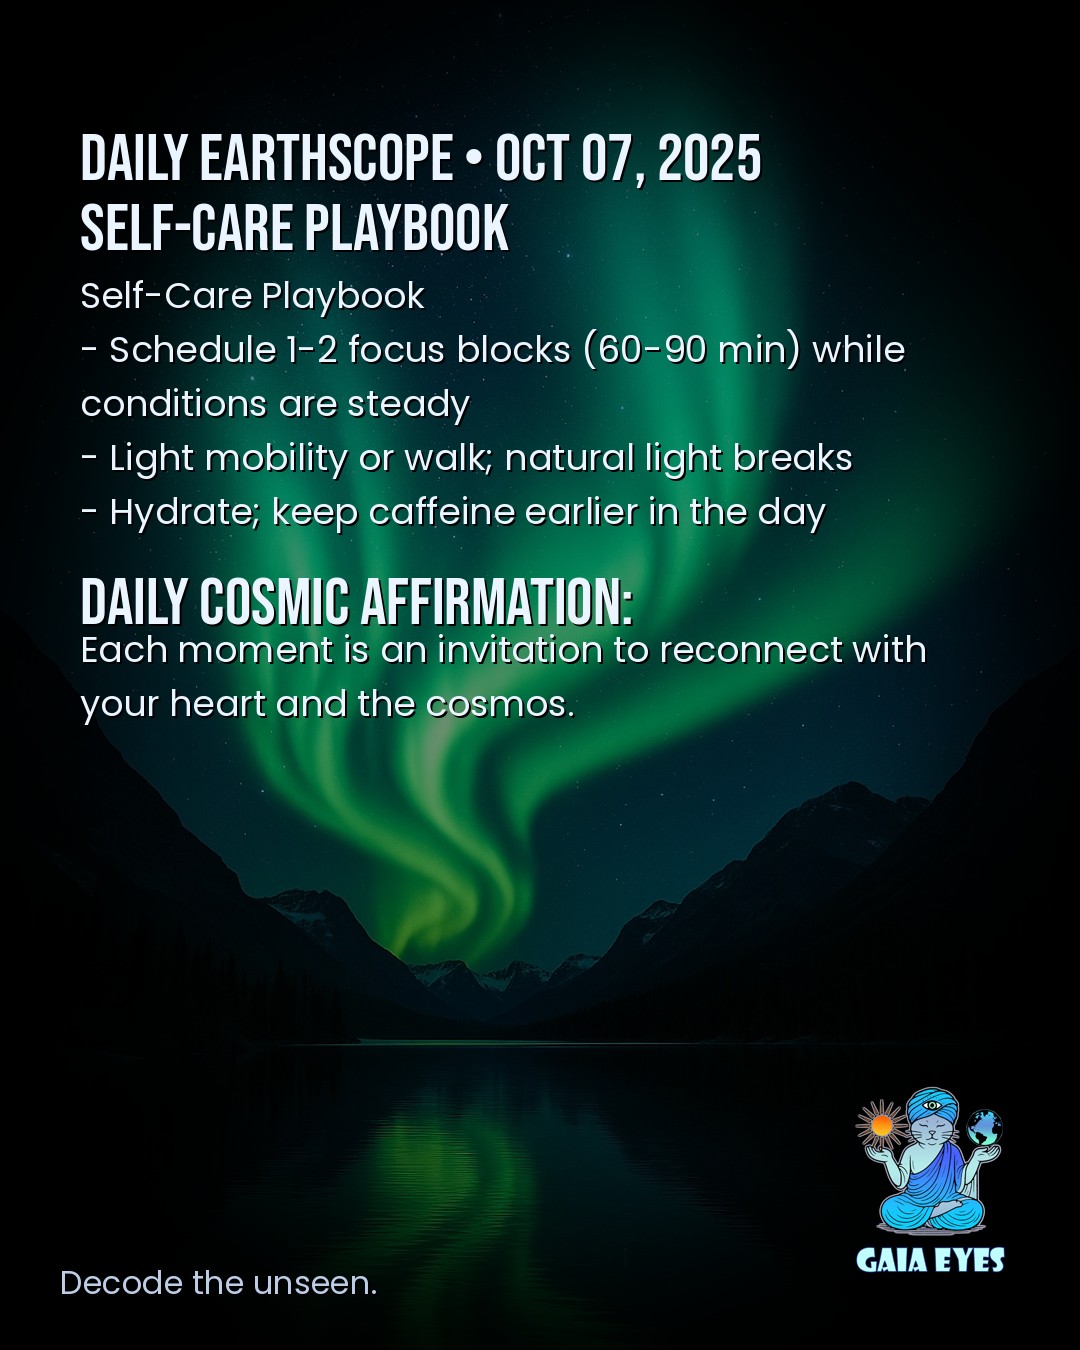 DAILY EARTHSCOPE • OCT 07, 2025
SELF-CARE PLAYBOOK
Self-Care Playbook
- Schedule 1-2 focus blocks (60-90 min) while
conditions are steady
- Light mobility or walk; natural light breaks
- Hydrate; keep caffeine earlier in the day
DAILY COSMIC AFFIRMATION:
Each moment is an invitation to reconnect with
your heart and the cosmos.
GAIA EYES
Decode the unseen.